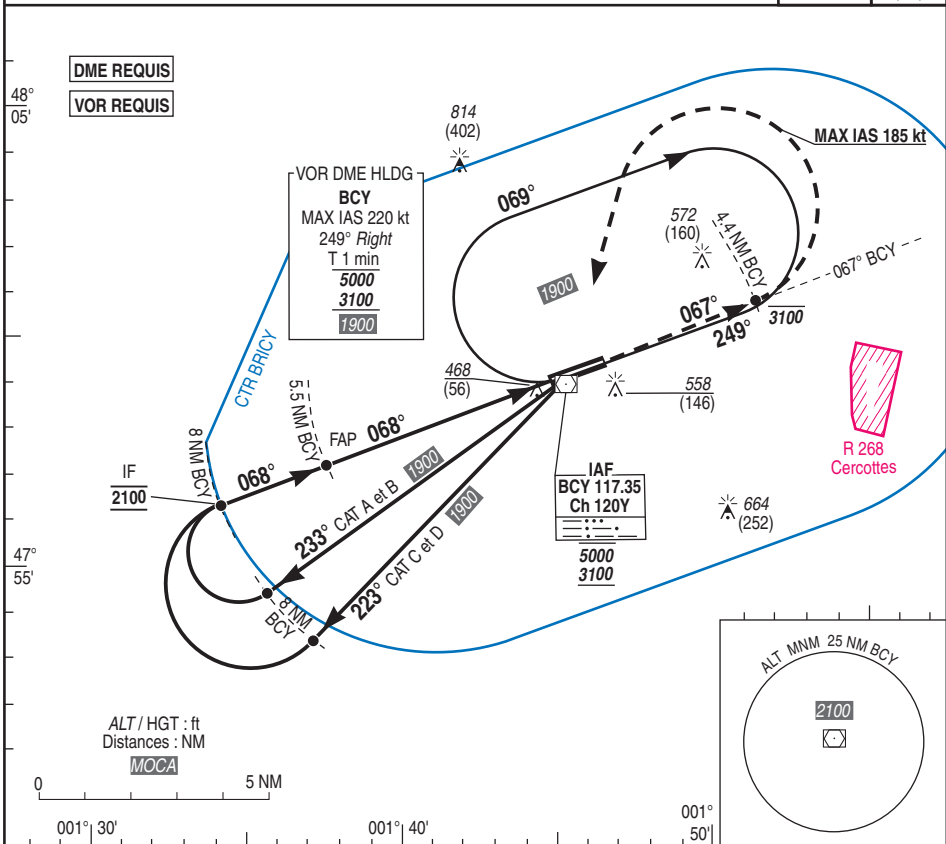 DME REQUIS
VOR REQUIS
48°
05'
814
(402)
MAX IAS 185 kt
VOR DME HLDG
BCY
MAX IAS 220 kt
249° Right
T 1 min
5000
3100
1900
069°
572
(160)
4.4 NM BCY
067° BCY
1900
067°
249°
3100
CTR BRICY
468
(56)
558
(146)
R 268
Cercottes
5.5 NM BCY
FAP
068°
8 NM BCY
068°
IF
2100
233° CAT A et B
1900
223° CAT C et D
1900
8 NM
BCY
IAF
BCY 117.35
Ch 120Y
5000
3100
664
(252)
47°
55'
ALT MNM 25 NM BCY
2100
ALT / HGT : ft
Distances : NM
MOCA
0
5 NM
001° 30'
001° 40'
001°
50'